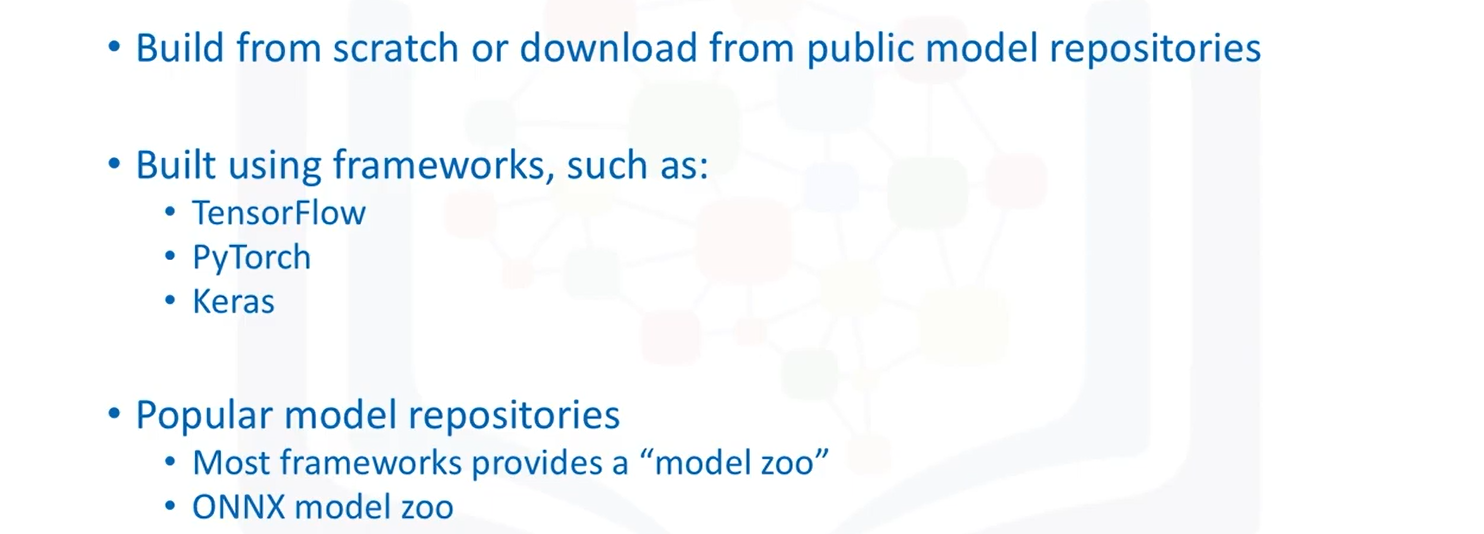 • Build from scratch or download from public model repositories
• Built using frameworks, such as:
• TensorFlow
• PyTorch
• Keras
• Popular model repositories
• Most frameworks provides a “model zoo”
• ONNX model zoo